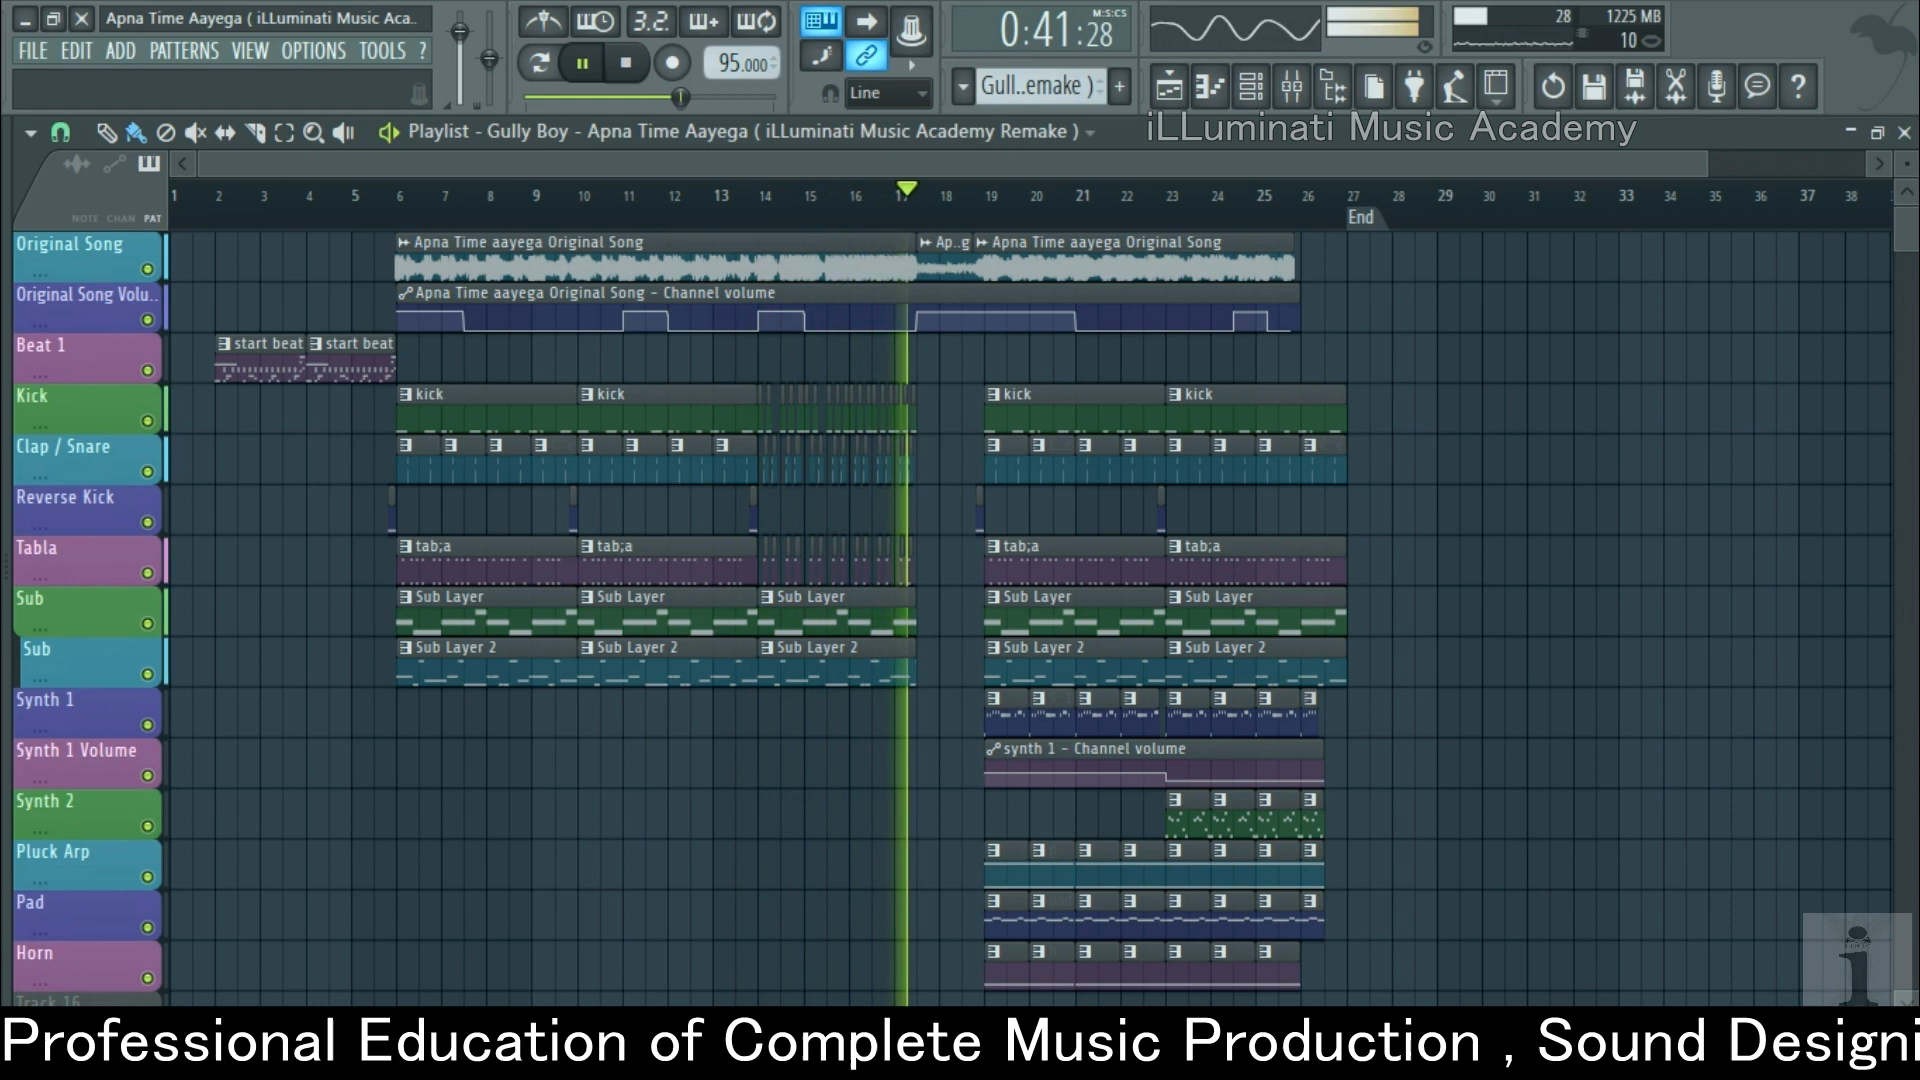 Apna Time Aayega ( iLLuminati Music Aca..
FILE EDIT ADD PATTERNS VIEW OPTIONS TOOLS ?
3.2.
95.000
Line
0:41:28
M:S:CS
Gull..emake )
28
1225 MB
10
Playlist - Gully Boy - Apna Time Aayega ( iLLuminati Music Academy Remake )
iLLuminati Music Academy
NOTE CHAN PAT
1 2 3 4 5 6 7 8 9 10 11 12 13 14 15 16 17 18 19 20 21 22 23 24 25 26 27 28 29 30 31 32 33 34 35 36 37 38
End
Original Song
Apna Time aayega Original Song
Ap..g
Apna Time aayega Original Song
Original Song Volu..
Apna Time aayega Original Song - Channel volume
Beat 1
start beat
start beat
Kick
kick
kick
kick
kick
Clap / Snare
Reverse Kick
Tabla
tab;a
tab;a
tab;a
tab;a
Sub
Sub Layer
Sub Layer
Sub Layer
Sub Layer
Sub Layer
Sub
Sub Layer 2
Sub Layer 2
Sub Layer 2
Sub Layer 2
Sub Layer 2
Synth 1
Synth 1 Volume
synth 1 - Channel volume
Synth 2
Pluck Arp
Pad
Horn
Track 16
Professional Education of Complete Music Production , Sound Designi